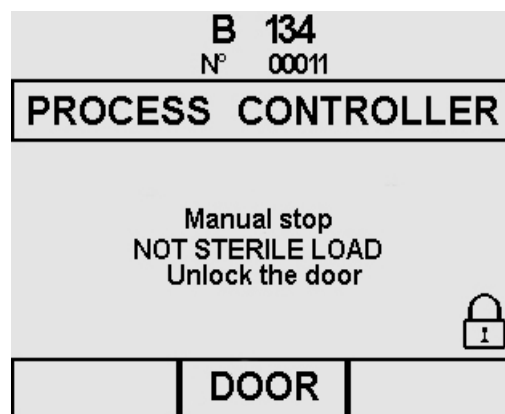 B 134
N° 00011
PROCESS CONTROLLER
Manual stop
NOT STERILE LOAD
Unlock the door
DOOR